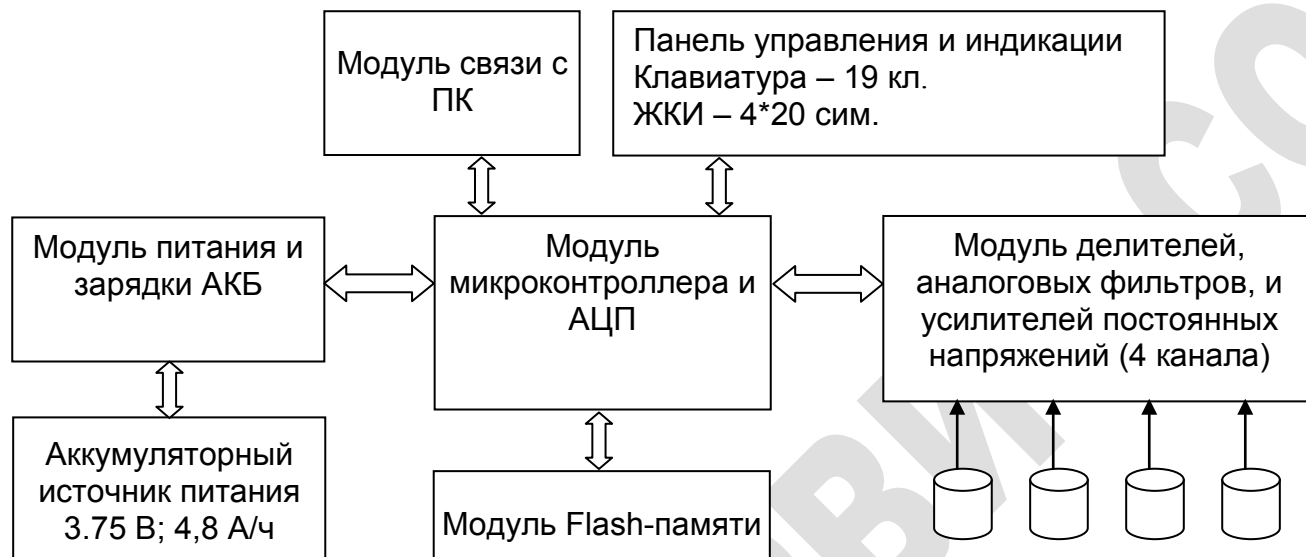 Модуль связи с
ПК
Панель управления и индикации
Клавиатура – 19 кл.
ЖКИ – 4*20 сим.
Модуль питания и
зарядки АКБ
Модуль
микроконтроллера и
АЦП
Модуль делителей,
аналоговых фильтров, и
усилителей постоянных
напряжений (4 канала)
Аккумуляторный
источник питания
3.75 В; 4,8 А/ч
Модуль Flash-памяти